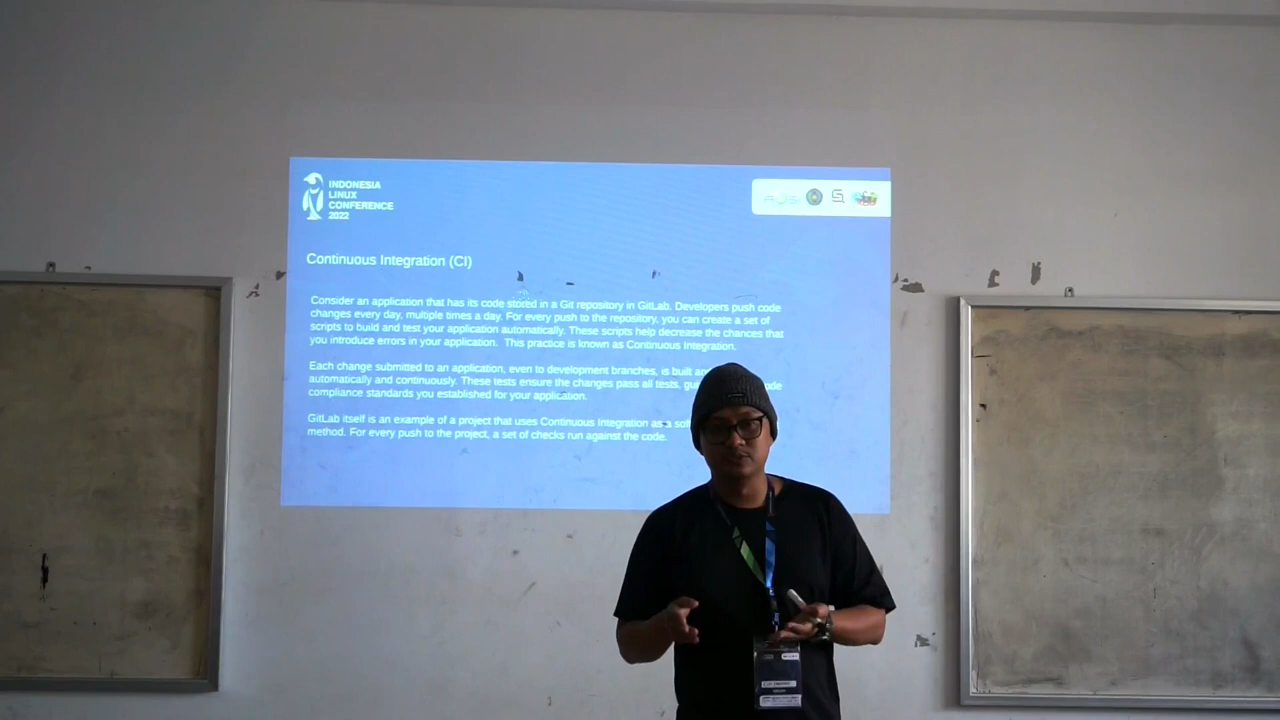 INDONESIA
LINUX
CONFERENCE
2022
Continuous Integration (CI)
Consider an application that has its code stored in a Git repository in GitLab. Developers push code
changes every day, multiple times a day. For every push to the repository, you can create a set of
scripts to build and test your application automatically. These scripts help decrease the chances that
you introduce errors in your application. This practice is known as Continuous Integration.
Each change submitted to an application, even to development branches, is built
automatically and continuously. These tests ensure the changes pass all tests,
compliance standards you established for your application.
GitLab itself is an example of a project that uses Continuous Integration as a
method. For every push to the project, a set of checks run against the code.